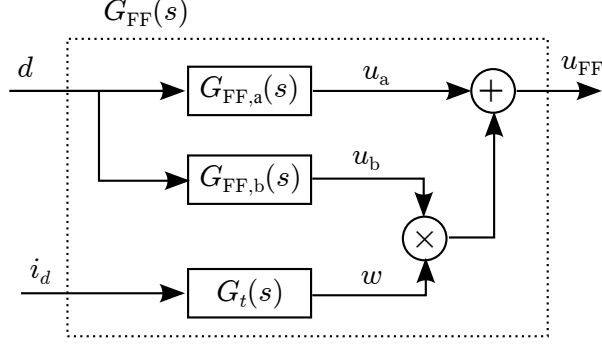 G_FF(s)
d
G_FF,a(s)
u_a
+
u_FF
G_FF,b(s)
u_b
×
i_d
G_t(s)
w